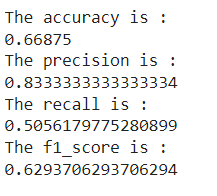 The accuracy is :
0.66875
The precision is :
0.8333333333333334
The recall is :
0.5056179775280899
The f1_score is :
0.6293706293706294